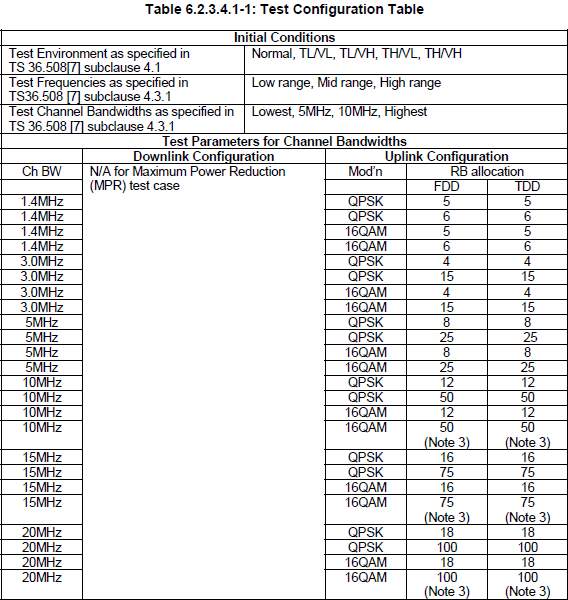 Table 6.2.3.4.1-1: Test Configuration Table
Initial Conditions
Test Environment as specified in Normal, TL/VL, TL/VH, TH/VL, TH/VH
TS 36.508[7] subclause 4.1
Test Frequencies as specified in Low range, Mid range, High range
TS36.508 [7] subclause 4.3.1
Test Channel Bandwidths as specified in Lowest, 5MHz, 10MHz, Highest
TS 36.508 [7] subclause 4.3.1
Test Parameters for Channel Bandwidths
Downlink Configuration Uplink Configuration
Ch BW N/A for Maximum Power Reduction Mod'n RB allocation
(MPR) test case FDD TDD
1.4MHz QPSK 5 5
1.4MHz QPSK 6 6
1.4MHz 16QAM 5 5
1.4MHz 16QAM 6 6
3.0MHz QPSK 4 4
3.0MHz QPSK 15 15
3.0MHz 16QAM 4 4
3.0MHz 16QAM 15 15
5MHz QPSK 8 8
5MHz QPSK 25 25
5MHz 16QAM 8 8
5MHz 16QAM 25 25
10MHz QPSK 12 12
10MHz QPSK 50 50
10MHz 16QAM 12 12
10MHz 16QAM 50 50
(Note 3) (Note 3)
15MHz QPSK 16 16
15MHz QPSK 75 75
15MHz 16QAM 16 16
15MHz 16QAM 75 75
(Note 3) (Note 3)
20MHz QPSK 18 18
20MHz QPSK 100 100
20MHz 16QAM 18 18
20MHz 16QAM 100 100
(Note 3) (Note 3)